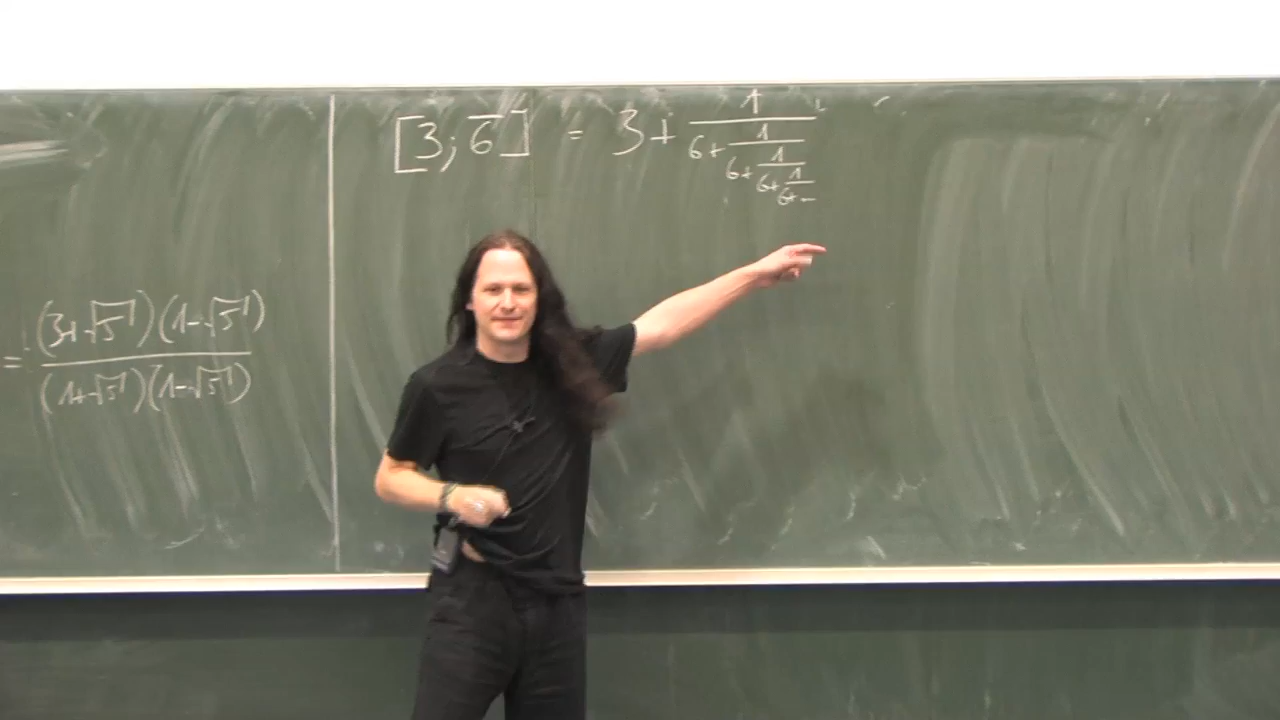 = (3+√5)(1-√5) / (1+√5)(1-√5)
[3; 6̅] = 3 + 1/(6+1/(6+1/(6+1/(6+...